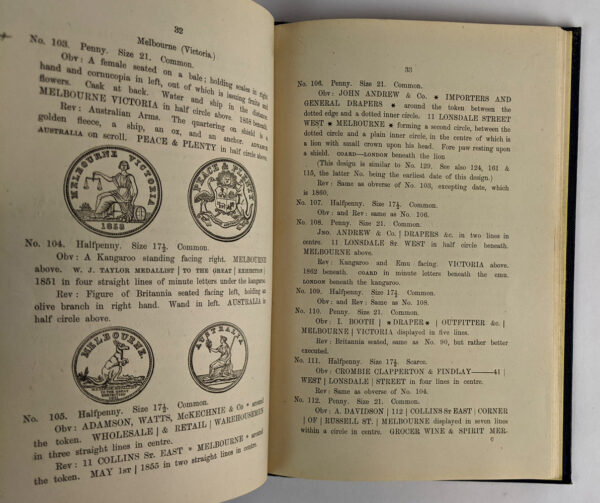 32
Melbourne (Victoria.)
No. 103. Penny. Size 21. Common.
Obv: A female seated on a bale; holding scales in right
hand and cornucopia in left, out of which is issuing fruits and
flowers. Cask at back. Water and ship in the distance.
MELBOURNE VICTORIA in half circle above. 1858 beneath.
Rev: Australian Arms. The quartering on shield is a
golden fleece, a ship, an ox, and an anchor. ADVANCE
AUSTRALIA on scroll. PEACE & PLENTY in half circle above.
MELBOURNE VICTORIA
1858
PEACE & PLENTY
No. 104. Halfpenny. Size 17½. Common.
Obv: A Kangaroo standing facing right. MELBOURNE
above. W. J. TAYLOR MEDALLIST | TO THE GREAT | EXHIBITION |
1851 in four straight lines of minute letters under the kangaroo.
Rev: Figure of Britannia seated facing left, holding an
olive branch in right hand. Wand in left. AUSTRALIA in
half circle above.
MELBOURNE
AUSTRALIA
No. 105. Halfpenny. Size 17½. Common.
Obv: ADAMSON, WATTS, McKECHNIE & Co * around
the token. WHOLESALE | & RETAIL | WAREHOUSEMEN
in three straight lines in centre.
Rev: 11 COLLINS St. EAST * MELBOURNE * around
the token. MAY 1ST | 1855 in two straight lines in centre.
33
No. 106. Penny. Size 21. Common.
Obv: JOHN ANDREW & Co. * IMPORTERS AND
GENERAL DRAPERS * around the token between the
dotted edge and a dotted inner circle. 11 LONSDALE STREET
WEST * MELBOURNE * forming a second circle, between the
dotted circle and a plain inner circle, in the centre of which is
a lion with small crown upon his head. Fore paw resting upon
a shield. COARD—LONDON beneath the lion
(This design is similar to No. 129. See also 124, 161 &
115, the latter No. being the earliest date of this design.)
Rev: Same as obverse of No. 103, excepting date, which
is 1860.
No. 107. Halfpenny. Size 17½. Common.
Obv: and Rev: Same as No. 106.
No. 108. Penny. Size 21. Common.
Jno. ANDREW & Co. | DRAPERS &c. in two lines in
centre. 11 LONSDALE St. WEST in half circle beneath.
MELBOURNE above.
Rev: Kangaroo and Emu facing. VICTORIA above.
1862 beneath. COARD in minute letters beneath the emu.
LONDON beneath the kangaroo.
No. 109. Halfpenny. Size 17½. Common.
Obv: and Rev: Same as No. 108.
No. 110. Penny. Size 21. Common.
Obv: I. BOOTH | *DRAPER* | OUTFITTER &c. |
MELBOURNE | VICTORIA displayed in five lines.
Rev: Britannia seated, same as No. 90, but rather better
executed.
No. 111. Halfpenny. Size 17½. Scarce.
Obv: CROMBIE CLAPPERTON & FINDLAY——41 |
WEST | LONSDALE | STREET in four lines in centre.
Rev: Same as obverse of No. 104.
No. 112. Penny. Size 21. Common.
Obv: A. DAVIDSON | 112 | COLLINS St EAST | CORNER
| OF | RUSSELL ST. | MELBOURNE displayed in seven lines
within a circle in centre. GROCER WINE & SPIRIT MER-
C